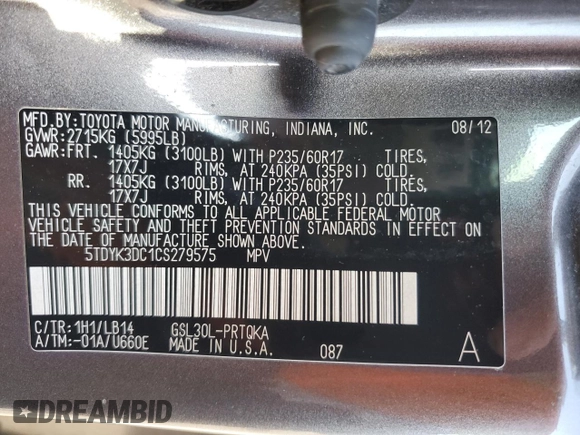 MFD.BY:TOYOTA MOTOR MANUFACTURING, INDIANA, INC. 08/12
GVWR:2715KG (5995LB)
GAWR:FRT. 1405KG (3100LB) WITH P235/60R17 TIRES,
17X7J RIMS, AT 240KPA (35PSI) COLD.
RR. 1405KG (3100LB) WITH P235/60R17 TIRES,
17X7J RIMS, AT 240KPA (35PSI) COLD.
THIS VEHICLE CONFORMS TO ALL APPLICABLE FEDERAL MOTOR
VEHICLE SAFETY AND THEFT PREVENTION STANDARDS IN EFFECT ON
THE DATE OF MANUFACTURE SHOWN ABOVE.
5TDYK3DC1CS279575 MPV
C/TR:1H1/LB14 GSL30L-PRTQKA
A/TM:-01A/U660E MADE IN U.S.A. 087 A
DREAMBID